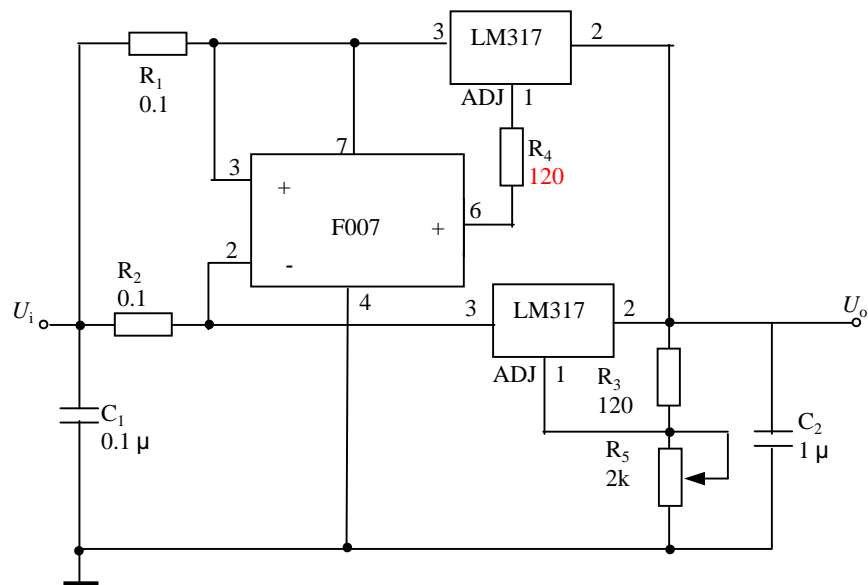 3
LM317
2
R1
0.1
ADJ
1
R4
120
7
3
+
6
F007
+
2
-
R2
0.1
4
3
LM317
2
Ui
Uo
ADJ
1
R3
120
C1
0.1 μ
R5
2k
C2
1 μ